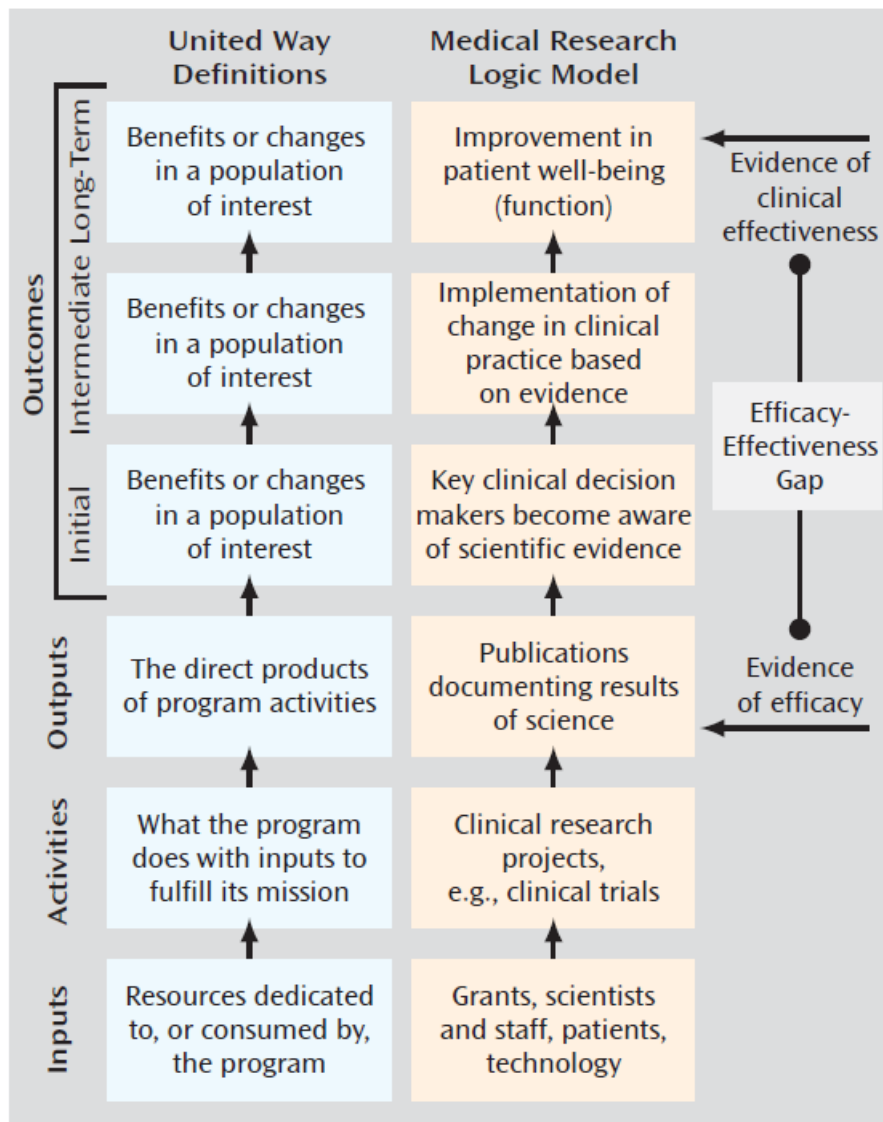 United Way
Definitions
Medical Research
Logic Model
Outcomes
Long-Term
Benefits or changes
in a population
of interest
Improvement in
patient well-being
(function)
Evidence of
clinical
effectiveness
Intermediate
Benefits or changes
in a population
of interest
Implementation of
change in clinical
practice based
on evidence
Efficacy-
Effectiveness
Gap
Initial
Benefits or changes
in a population
of interest
Key clinical decision
makers become aware
of scientific evidence
Outputs
The direct products
of program activities
Publications
documenting results
of science
Evidence
of efficacy
Activities
What the program
does with inputs to
fulfill its mission
Clinical research
projects,
e.g., clinical trials
Inputs
Resources dedicated
to, or consumed by,
the program
Grants, scientists
and staff, patients,
technology